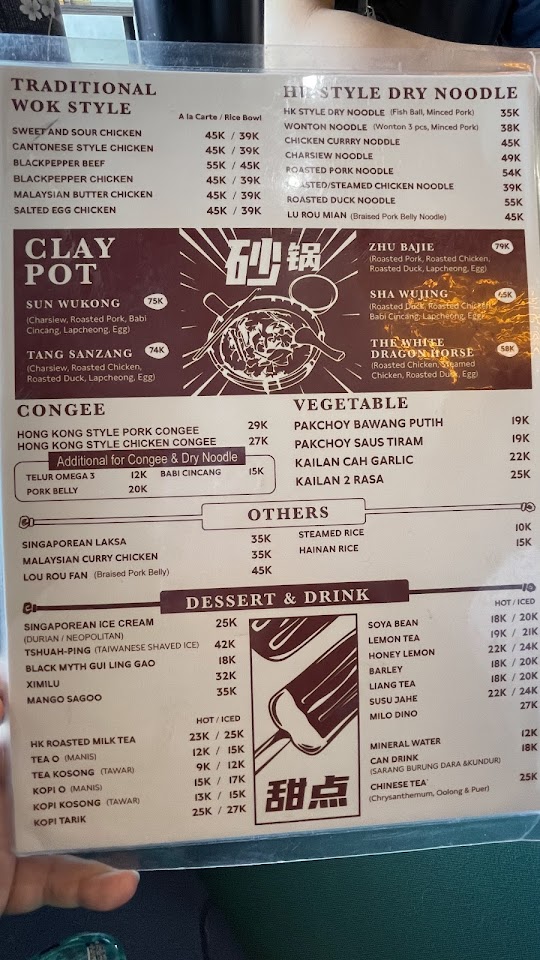 TRADITIONAL
WOK STYLE
A la Carte / Rice Bowl
SWEET AND SOUR CHICKEN 45K / 39K
CANTONESE STYLE CHICKEN 45K / 39K
BLACKPEPPER BEEF 55K / 45K
BLACKPEPPER CHICKEN 45K / 39K
MALAYSIAN BUTTER CHICKEN 45K / 39K
SALTED EGG CHICKEN 45K / 39K
HK STYLE DRY NOODLE
HK STYLE DRY NOODLE (Fish Ball, Minced Pork) 35K
WONTON NOODLE (Wonton 3 pcs, Minced Pork) 38K
CHICKEN CURRRY NODDLE 45K
CHARSIEW NOODLE 49K
ROASTED PORK NOODLE 54K
ROASTED/STEAMED CHICKEN NOODLE 39K
ROASTED DUCK NOODLE 55K
LU ROU MIAN (Braised Pork Belly Noodle) 45K
CLAY
POT
砂锅
SUN WUKONG 75K
(Charsiew, Roasted Pork, Babi
Cincang, Lapcheong, Egg)
TANG SANZANG 74K
(Charsiew, Roasted Chicken,
Roasted Duck, Lapcheong, Egg)
ZHU BAJIE 79K
(Roasted Pork, Roasted Chicken,
Roasted Duck, Lapcheong, Egg)
SHA WUJING
(Roasted Duck, Roasted Chicken,
Babi Cincang, Lapcheong, Egg)
THE WHITE
DRAGON HORSE 58K
(Roasted Chicken, Steamed
Chicken, Roasted Duck, Egg)
CONGEE
HONG KONG STYLE PORK CONGEE 29K
HONG KONG STYLE CHICKEN CONGEE 27K
Additional for Congee & Dry Noodle
TELUR OMEGA 3 12K BABI CINCANG 15K
PORK BELLY 20K
VEGETABLE
PAKCHOY BAWANG PUTIH 19K
PAKCHOY SAUS TIRAM 19K
KAILAN CAH GARLIC 22K
KAILAN 2 RASA 25K
OTHERS
SINGAPOREAN LAKSA 35K
MALAYSIAN CURRY CHICKEN 35K
LOU ROU FAN (Braised Pork Belly) 45K
STEAMED RICE 10K
HAINAN RICE 15K
DESSERT & DRINK
SINGAPOREAN ICE CREAM 25K
(DURIAN / NEOPOLITAN)
TSHUAH-PING (TAIWANESE SHAVED ICE) 42K
BLACK MYTH GUI LING GAO 18K
XIMILU 32K
MANGO SAGOO 35K
HOT / ICED
HK ROASTED MILK TEA 23K / 25K
TEA O (MANIS) 12K / 15K
TEA KOSONG (TAWAR) 9K / 12K
KOPI O (MANIS) 15K / 17K
KOPI KOSONG (TAWAR) 13K / 15K
KOPI TARIK 25K / 27K
甜点
HOT / ICED
SOYA BEAN 18K / 20K
LEMON TEA 19K / 21K
HONEY LEMON 22K / 24K
BARLEY 18K / 20K
LIANG TEA 18K / 20K
SUSU JAHE 22K / 24K
MILO DINO 27K
MINERAL WATER 12K
CAN DRINK 18K
(SARANG BURUNG DARA &KUNDUR)
CHINESE TEA 25K
(Chrysanthemum, Oolong & Puer)